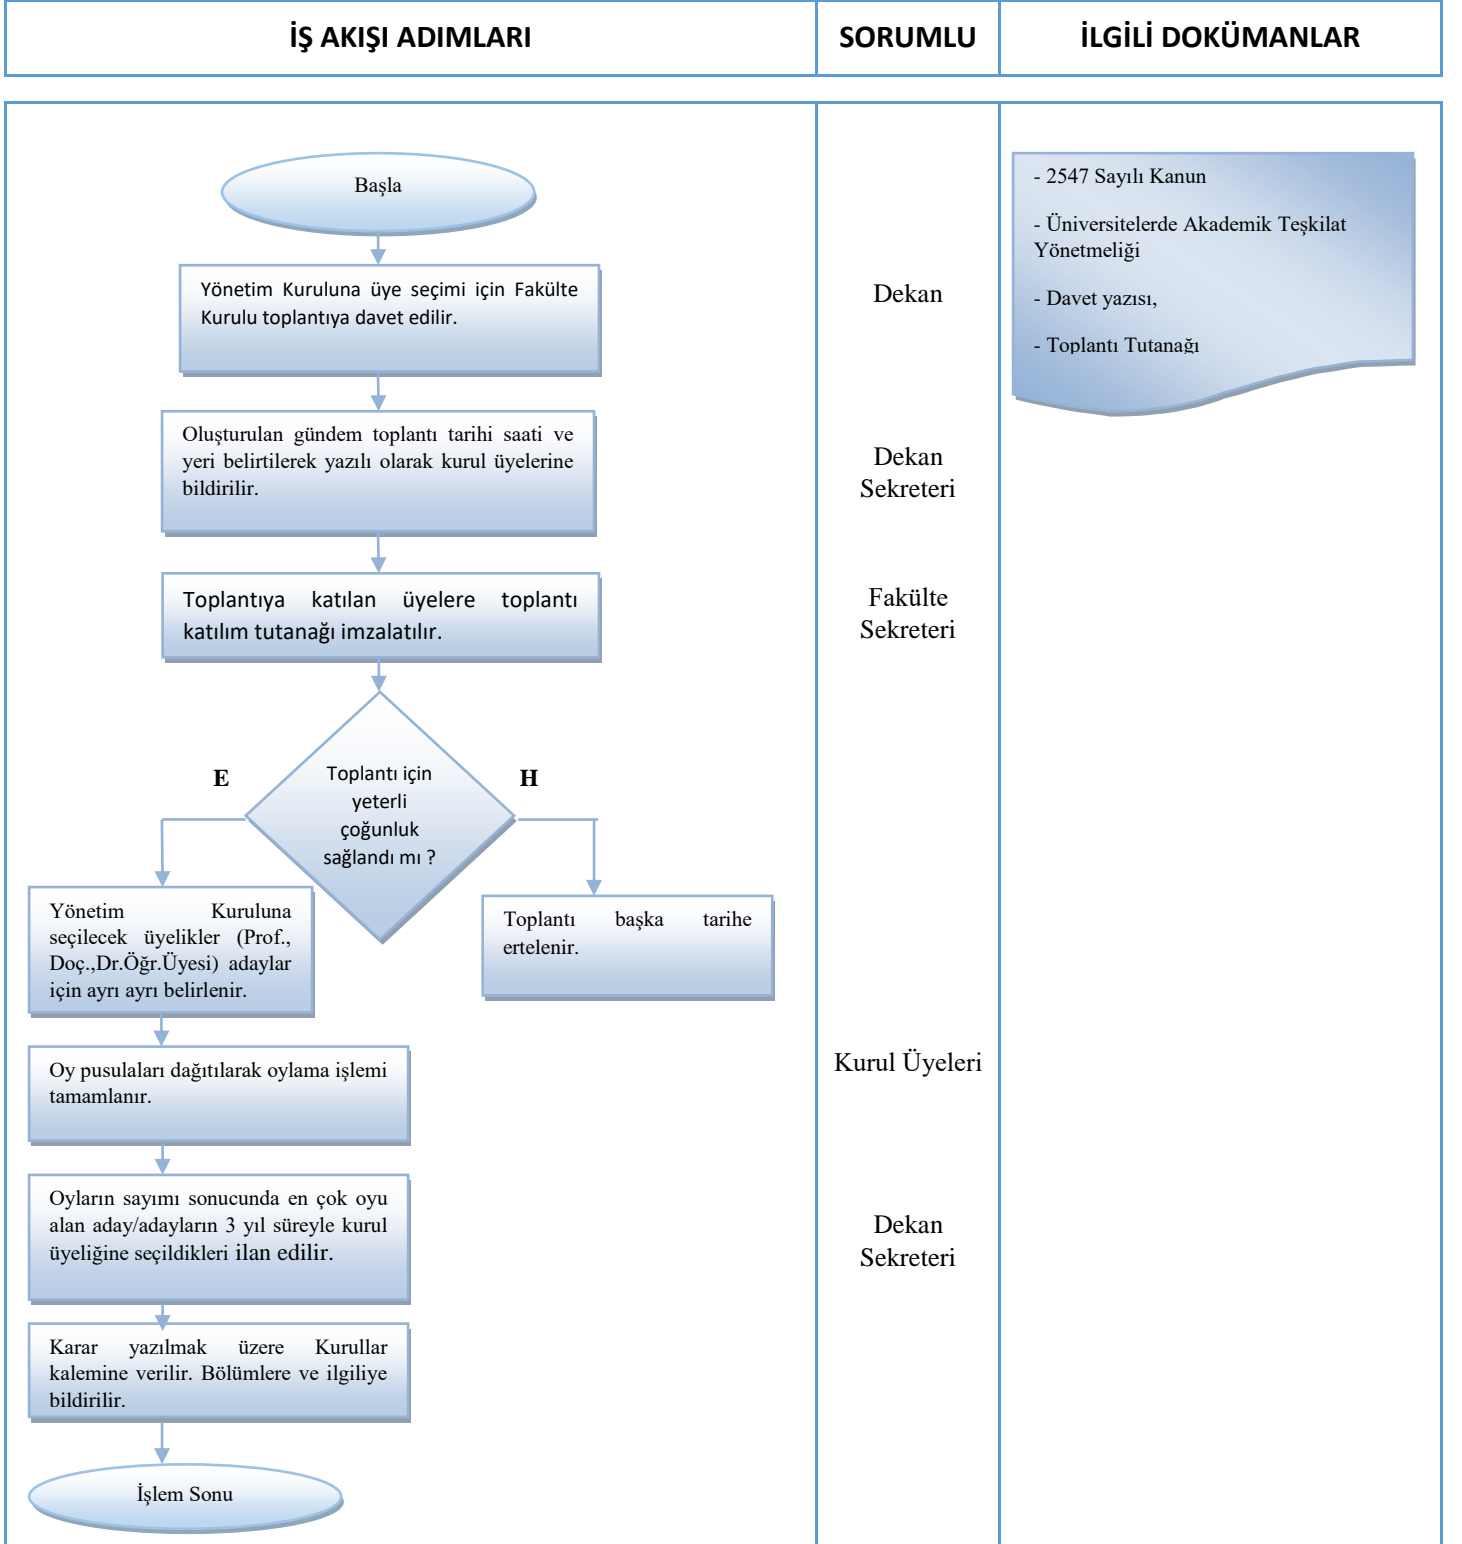 İŞ AKIŞI ADIMLARI
SORUMLU
İLGİLİ DOKÜMANLAR
Başla
Yönetim Kuruluna üye seçimi için Fakülte
Kurulu toplantıya davet edilir.
Dekan
- 2547 Sayılı Kanun
- Üniversitelerde Akademik Teşkilat
Yönetmeliği
- Davet yazısı,
- Toplantı Tutanağı
Oluşturulan gündem toplantı tarihi saati ve
yeri belirtilerek yazılı olarak kurul üyelerine
bildirilir.
Dekan
Sekreteri
Toplantıya katılan üyelere toplantı
katılım tutanağı imzalatılır.
Fakülte
Sekreteri
E
Toplantı için
yeterli
çoğunluk
sağlandı mı ?
H
Yönetim Kuruluna
seçilecek üyelikler (Prof.,
Doç.,Dr.Öğr.Üyesi) adaylar
için ayrı ayrı belirlenir.
Toplantı başka tarihe
ertelenir.
Oy pusulaları dağıtılarak oylama işlemi
tamamlanır.
Kurul Üyeleri
Oyların sayımı sonucunda en çok oyu
alan aday/adayların 3 yıl süreyle kurul
üyeliğine seçildikleri ilan edilir.
Dekan
Sekreteri
Karar yazılmak üzere Kurullar
kalemine verilir. Bölümlere ve ilgiliye
bildirilir.
İşlem Sonu